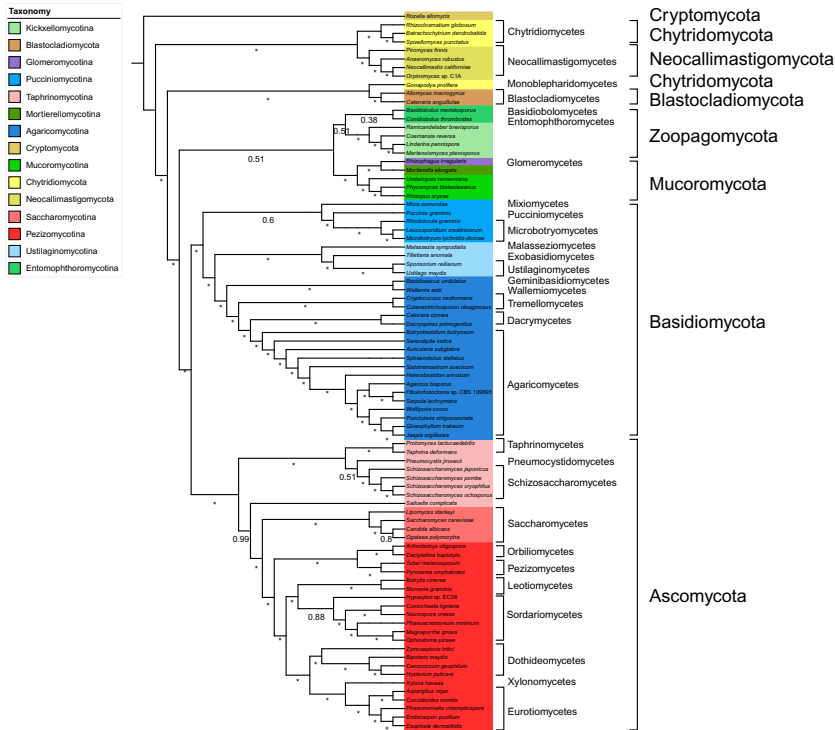 Taxonomy
Kickxellomycotina
Blastocladiomycota
Glomeromycotina
Pucciniomycotina
Taphrinomycotina
Mortierellomycotina
Agaricomycotina
Cryptomycota
Mucoromycotina
Chytridiomycota
Neocallimastigomycota
Saccharomycotina
Pezizomycotina
Ustilaginomycotina
Entomophthoromycotina
Rozella allomycis
Rhizoclosmatium globosum
Batrachochytrium dendrobatidis
Spizellomyces punctatus
Piromyces finnis
Anaeromyces robustus
Neocallimastix californiae
Orpinomyces sp. C1A
Gonapodya prolifera
Allomyces macrogynus
Catenaria anguillulae
Basidiobolus meristosporus
Conidiobolus thromboides
Ramicandelaber brevisporus
Coemansia reversa
Linderina pennispora
Martensiomyces pterosporus
Rhizophagus irregularis
Mortierella elongata
Umbelopsis ramanniana
Phycomyces blakesleeanus
Rhizopus oryzae
Mixia osmundae
Puccinia graminis
Rhodotorula graminis
Leucosporidium creatinivorum
Microbotryum lychnidis-dioicae
Malassezia sympodialis
Tilletiaria anomala
Sporisorium reilianum
Ustilago maydis
Basidioascus undulatus
Wallemia sebi
Cryptococcus neoformans
Cutaneotrichosporon oleaginosus
Calocera cornea
Dacryopinax primogenitus
Botryobasidium botryosum
Serendipita indica
Auricularia subglabra
Sphaerobolus stellatus
Sistotremastrum suecicum
Heterobasidion annosum
Agaricus bisporus
Fibulorhizoctonia sp. CBS 109695
Serpula lachrymans
Wolfiporia cocos
Punctularia strigosozonata
Gloeophyllum trabeum
Jaapia argillacea
Protomyces lactucaedebilis
Taphrina deformans
Pneumocystis jirovecii
Schizosaccharomyces japonicus
Schizosaccharomyces pombe
Schizosaccharomyces cryophilus
Schizosaccharomyces octosporus
Saitoella complicata
Lipomyces starkeyi
Saccharomyces cerevisiae
Candida albicans
Ogataea polymorpha
Arthrobotrys oligospora
Dactylellina haptotyla
Tuber melanosporum
Pyronema omphalodes
Botrytis cinerea
Blumeria graminis
Hypoxylon sp. EC38
Coniochaeta ligniaria
Neurospora crassa
Phaeoacremonium minimum
Magnaporthe grisea
Ophiostoma piceae
Zymoseptoria tritici
Bipolaris maydis
Cenococcum geophilum
Hysterium pulicare
Xylona heveae
Aspergillus niger
Coccidioides immitis
Phaeomoniella chlamydospora
Endocarpon pusillum
Exophiala dermatitidis
0.38
0.51
0.51
0.6
0.51
0.99
0.8
0.88
Chytridiomycetes
Neocallimastigomycetes
Monoblepharidomycetes
Blastocladiomycetes
Basidiobolomycetes
Entomophthoromycetes
Glomeromycetes
Mixiomycetes
Pucciniomycetes
Microbotryomycetes
Malasseziomycetes
Exobasidiomycetes
Ustilaginomycetes
Geminibasidiomycetes
Wallemiomycetes
Tremellomycetes
Dacrymycetes
Agaricomycetes
Taphrinomycetes
Pneumocystidomycetes
Schizosaccharomycetes
Saccharomycetes
Orbiliomycetes
Pezizomycetes
Leotiomycetes
Sordariomycetes
Dothideomycetes
Xylonomycetes
Eurotiomycetes
Cryptomycota
Chytridomycota
Neocallimastigomycota
Chytridomycota
Blastocladiomycota
Zoopagomycota
Mucoromycota
Basidiomycota
Ascomycota